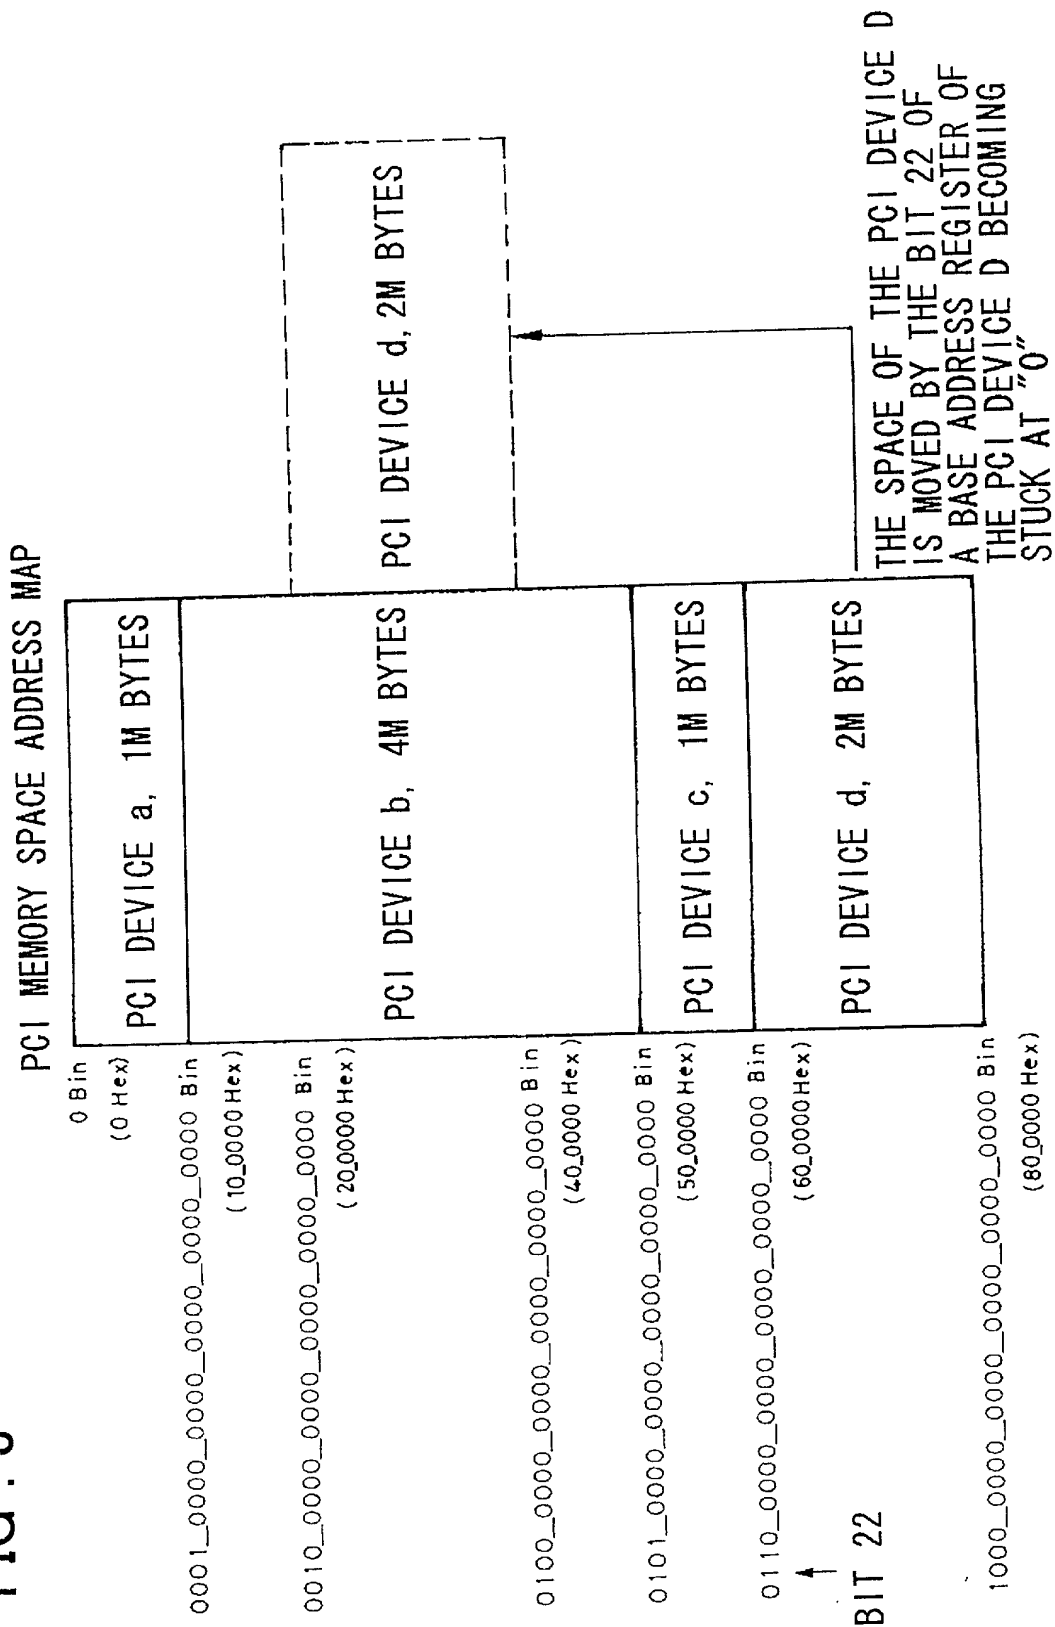 PCI MEMORY SPACE ADDRESS MAP
0 Bin
(0 Hex)
PCI DEVICE a, 1M BYTES
0001_0000_0000_0000_0000_0000 Bin
(10_0000 Hex)
0010_0000_0000_0000_0000_0000 Bin
(20_0000 Hex)
PCI DEVICE b, 4M BYTES
PCI DEVICE d, 2M BYTES
0100_0000_0000_0000_0000_0000 Bin
(40_0000 Hex)
0101_0000_0000_0000_0000_0000 Bin
(50_0000 Hex)
PCI DEVICE c, 1M BYTES
0110_0000_0000_0000_0000_0000 Bin
(60_0000 Hex)
BIT 22
PCI DEVICE d, 2M BYTES
1000_0000_0000_0000_0000_0000 Bin
(80_0000 Hex)
THE SPACE OF THE PCI DEVICE D
IS MOVED BY THE BIT 22 OF
A BASE ADDRESS REGISTER OF
THE PCI DEVICE D BECOMING
STUCK AT "0"